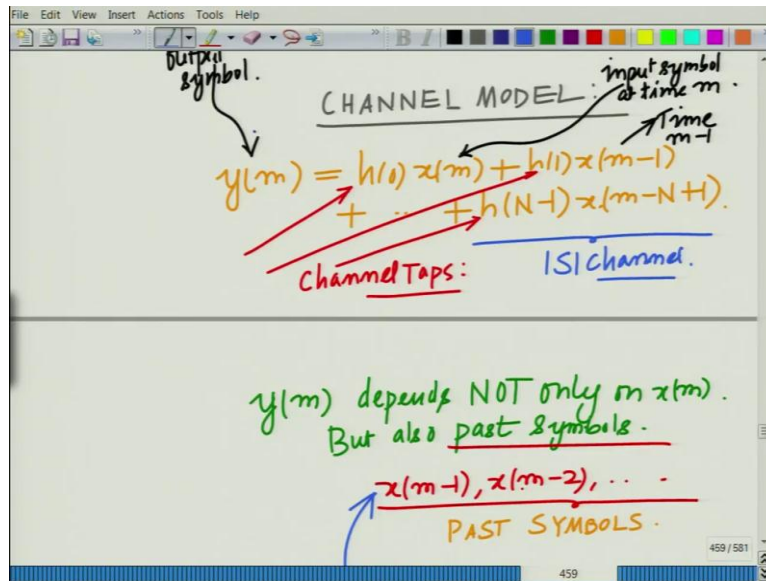 File Edit View Insert Actions Tools Help
output
symbol.
CHANNEL MODEL:
input symbol
at time m.
Time
m-1
y(m) = h(0) x(m) + h(1) x(m-1)
+ ... + h(N-1) x(m-N+1).
Channel Taps:
ISI Channel.
y(m) depends NOT only on x(m).
But also past symbols.
x(m-1), x(m-2), ... .
PAST SYMBOLS.
459 / 581
459